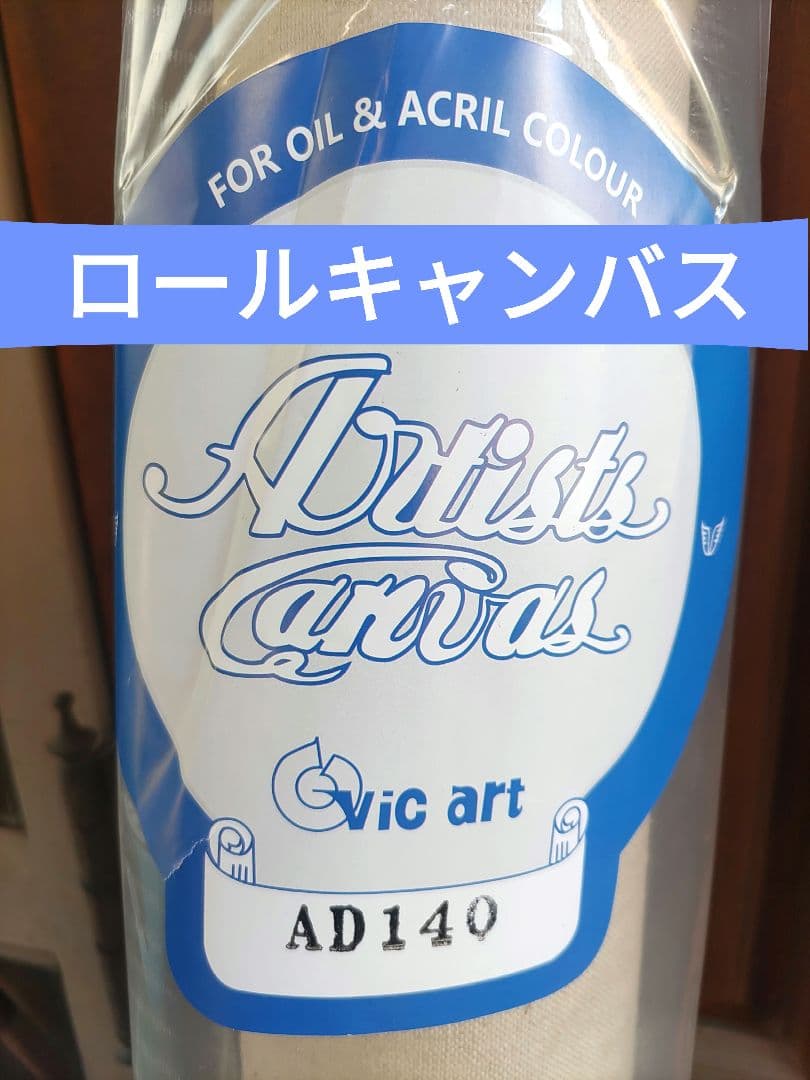 FOR OIL & ACRIL COLOUR
ロールキャンバス
Artists
Canvas
vic art
AD140